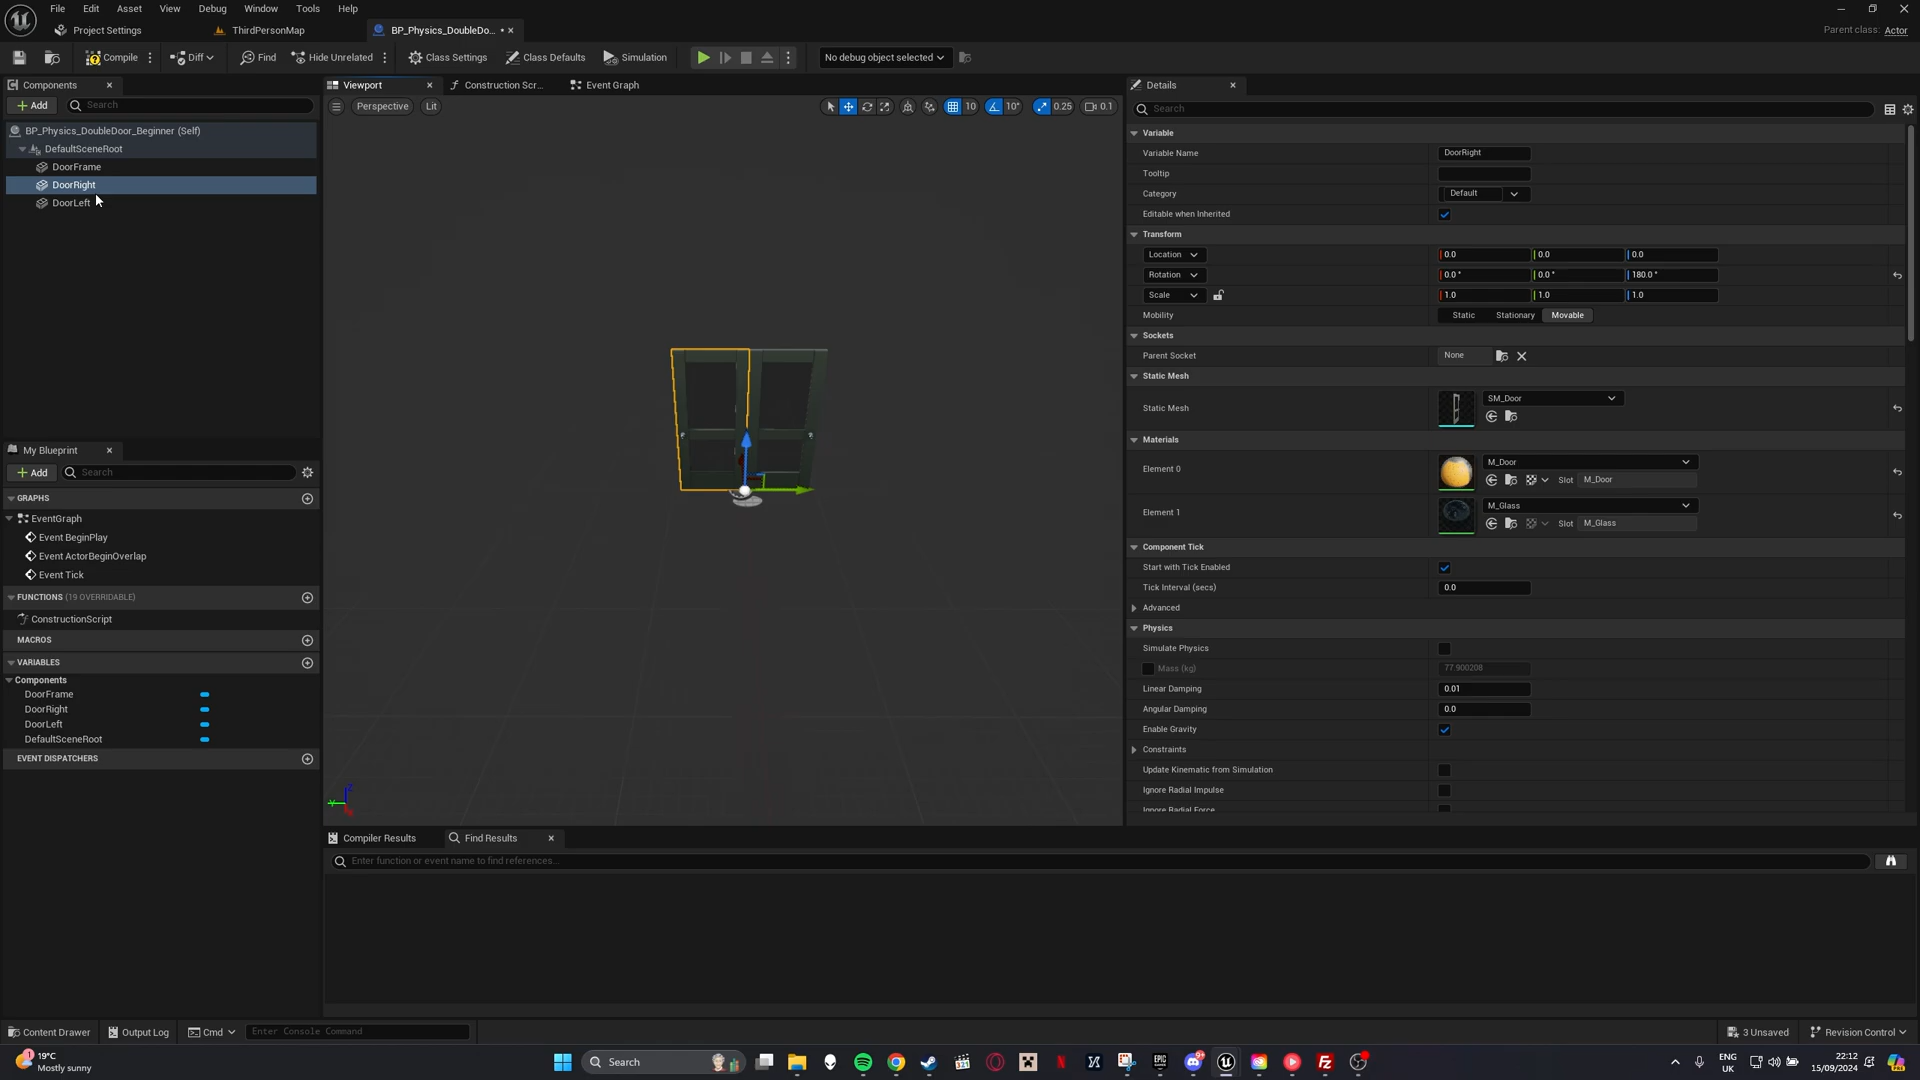 File Edit Asset View Debug Window Tools Help
Project Settings ThirdPersonMap BP_Physics_DoubleDo... • Parent class: Actor
Compile Diff Find Hide Unrelated Class Settings Class Defaults Simulation No debug object selected
Components
Add Search
BP_Physics_DoubleDoor_Beginner (Self)
DefaultSceneRoot
DoorFrame
DoorRight
DoorLeft
My Blueprint
Add Search
GRAPHS
EventGraph
Event BeginPlay
Event ActorBeginOverlap
Event Tick
FUNCTIONS (19 OVERRIDABLE)
ConstructionScript
MACROS
VARIABLES
Components
DoorFrame
DoorRight
DoorLeft
DefaultSceneRoot
EVENT DISPATCHERS
Viewport Construction Scr... Event Graph
Perspective Lit 10 10° 0.25 0.1
Compiler Results Find Results
Enter function or event name to find references...
Details
Search
Variable
Variable Name DoorRight
Tooltip
Category Default
Editable when Inherited
Transform
Location 0.0 0.0 0.0
Rotation 0.0° 0.0° 180.0°
Scale 1.0 1.0 1.0
Mobility Static Stationary Movable
Sockets
Parent Socket None
Static Mesh
Static Mesh SM_Door
Materials
Element 0 M_Door
Slot M_Door
Element 1 M_Glass
Slot M_Glass
Component Tick
Start with Tick Enabled
Tick Interval (secs) 0.0
Advanced
Physics
Simulate Physics
Mass (kg) 77.900208
Linear Damping 0.01
Angular Damping 0.0
Enable Gravity
Constraints
Update Kinematic from Simulation
Ignore Radial Impulse
Ignore Radial Force
Content Drawer Output Log Cmd Enter Console Command 3 Unsaved Revision Control
19°C
Mostly sunny
Search
ENG
UK
22:12
15/09/2024